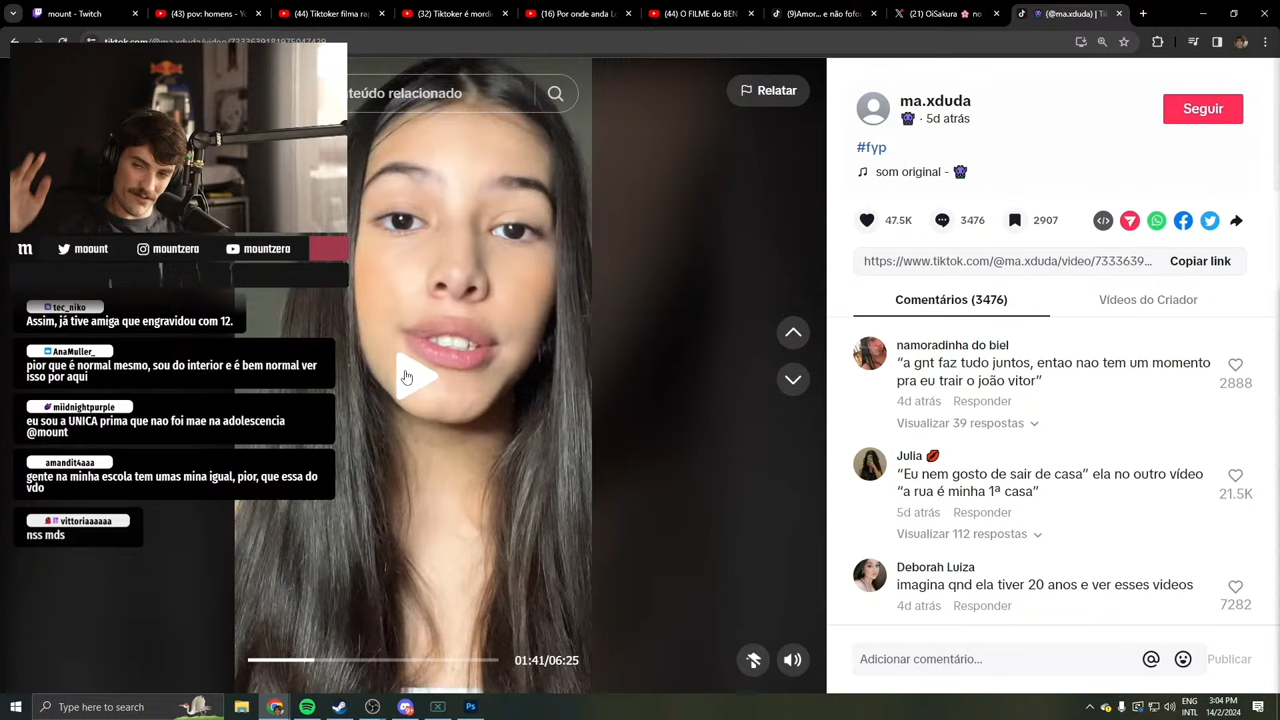 mount - Twitch
(43) pov: homens - Y
(44) Tiktoker filma ra
(32) Tiktoker é mord
(16) Por onde anda L
(44) O FILME do BEN
(9)Amor... e não fofo
(21) OiSakura
(@ma.xduda) | Ti
tiktok.com/@ma.xduda/video/7333639181975047429
teúdo relacionado
Relatar
ma.xduda
· 5d atrás
Seguir
#fyp
som original -
47.5K
3476
2907
https://www.tiktok.com/@ma.xduda/video/7333639...
Copiar link
Comentários (3476)
Vídeos do Criador
namoradinha do biel
“a gnt faz tudo juntos, entao nao tem um momento
pra eu trair o joão vitor”
2888
4d atrás Responder
Visualizar 39 respostas
Julia
“Eu nem gosto de sair de casa” ela no outro vídeo
“a rua é minha 1ª casa”
21.5K
5d atrás Responder
Visualizar 112 respostas
Deborah Luiza
imagina qnd ela tiver 20 anos e ver esses videos
7282
4d atrás Responder
Adicionar comentário...
Publicar
m moount mountzera mountzera
tec_niko
Assim, já tive amiga que engravidou com 12.
AnaMuller_
pior que é normal mesmo, sou do interior e é bem normal ver
isso por aqui
miidnightpurple
eu sou a UNICA prima que nao foi mae na adolescencia
@mount
amandit4aaa
gente na minha escola tem umas mina igual, pior, que essa do
vdo
vittoriaaaaaa
nss mds
01:41/06:25
Type here to search
ENG
INTL
3:04 PM
14/2/2024